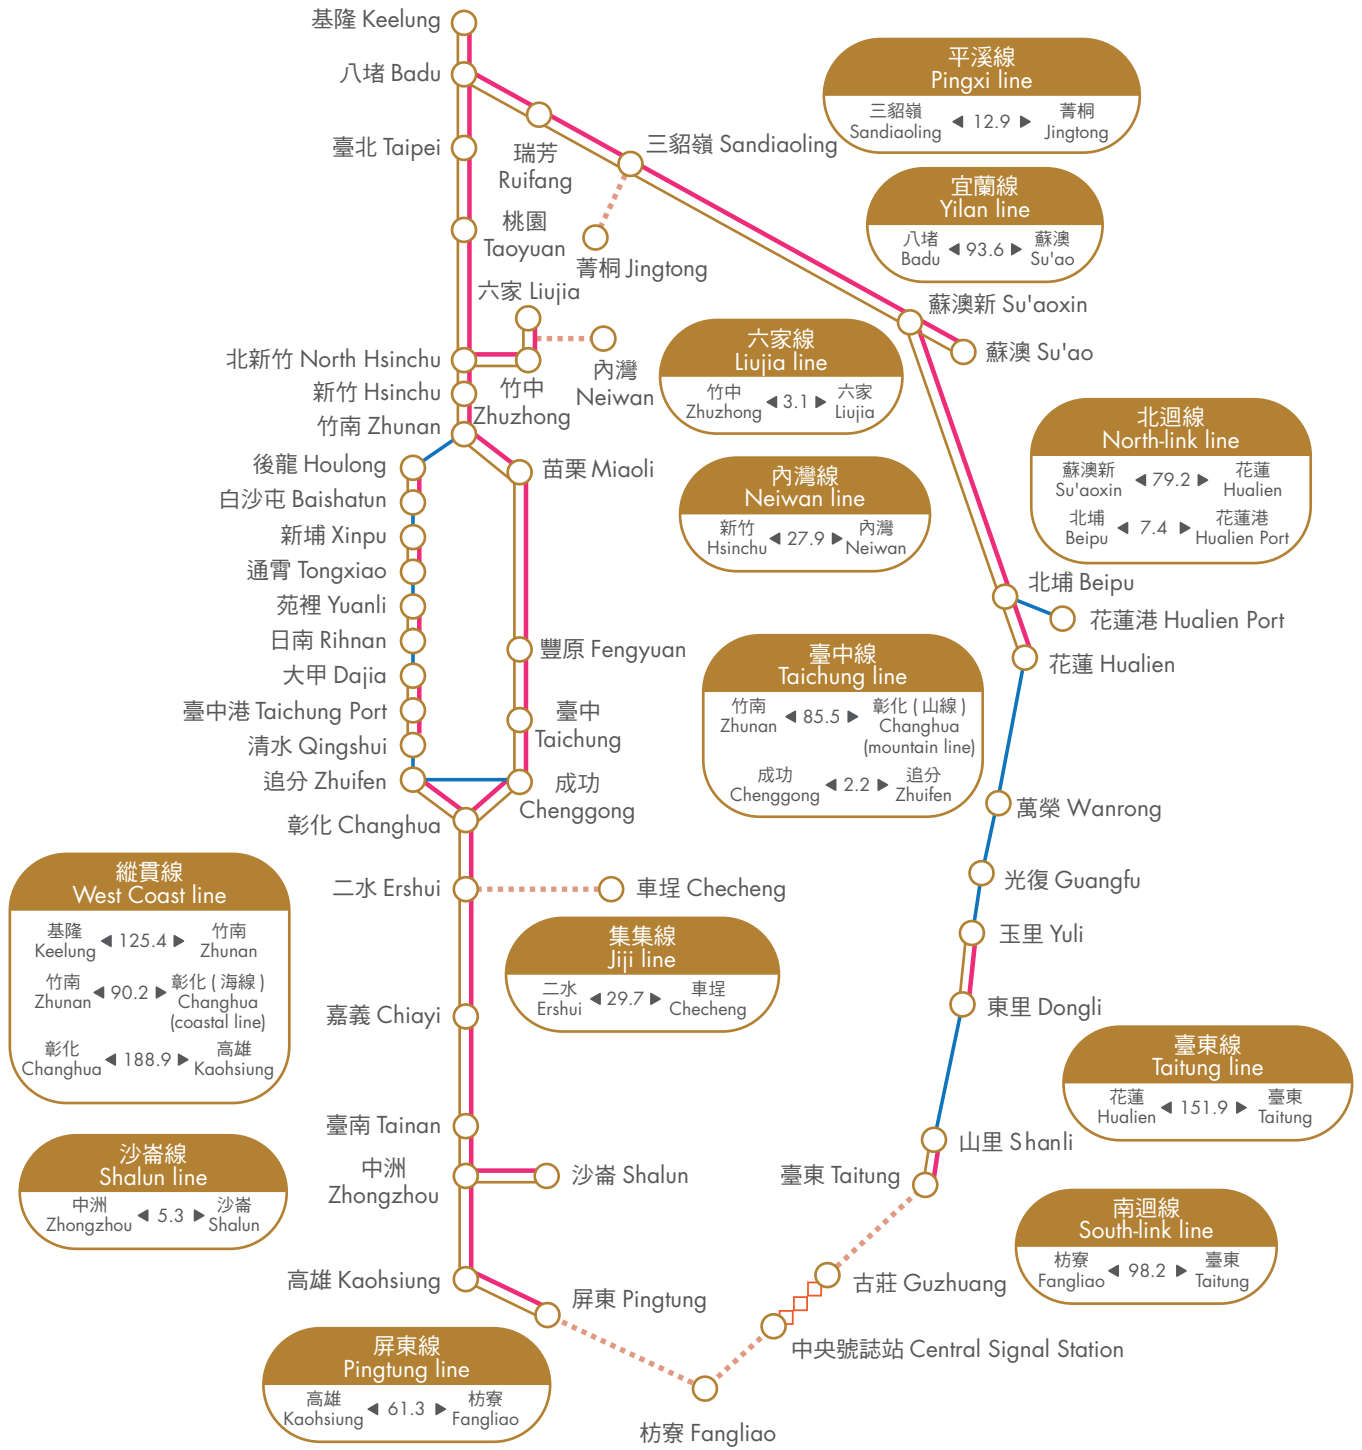 基隆 Keelung
八堵 Badu
臺北 Taipei
瑞芳
Ruifang
三貂嶺 Sandiaoling
桃園
Taoyuan
菁桐 Jingtong
六家 Liujia
北新竹 North Hsinchu
新竹 Hsinchu
竹中
Zhuzhong
內灣
Neiwan
竹南 Zhunan
蘇澳新 Su'aoxin
蘇澳 Su'ao
後龍 Houlong
白沙屯 Baishatun
新埔 Xinpu
通霄 Tongxiao
苑裡 Yuanli
日南 Rihnan
大甲 Dajia
臺中港 Taichung Port
清水 Qingshui
追分 Zhuifen
彰化 Changhua
苗栗 Miaoli
豐原 Fengyuan
臺中
Taichung
成功
Chenggong
北埔 Beipu
花蓮港 Hualien Port
花蓮 Hualien
萬榮 Wanrong
光復 Guangfu
玉里 Yuli
東里 Dongli
山里 Shanli
臺東 Taitung
古莊 Guzhuang
中央號誌站 Central Signal Station
枋寮 Fangliao
二水 Ershui
車埕 Checheng
嘉義 Chiayi
臺南 Tainan
中洲
Zhongzhou
沙崙 Shalun
高雄 Kaohsiung
屏東 Pingtung
平溪線
Pingxi line
三貂嶺 菁桐
Sandiaoling ◀ 12.9 ▶ Jingtong
宜蘭線
Yilan line
八堵 蘇澳
Badu ◀ 93.6 ▶ Su'ao
六家線
Liujia line
竹中 六家
Zhuzhong ◀ 3.1 ▶ Liujia
內灣線
Neiwan line
新竹 內灣
Hsinchu ◀ 27.9 ▶ Neiwan
北迴線
North-link line
蘇澳新 花蓮
Su'aoxin ◀ 79.2 ▶ Hualien
北埔 花蓮港
Beipu ◀ 7.4 ▶ Hualien Port
臺中線
Taichung line
竹南 彰化 ( 山線 )
Zhunan ◀ 85.5 ▶ Changhua
(mountain line)
成功 追分
Chenggong ◀ 2.2 ▶ Zhuifen
縱貫線
West Coast line
基隆 竹南
Keelung ◀ 125.4 ▶ Zhunan
竹南 彰化 ( 海線 )
Zhunan ◀ 90.2 ▶ Changhua
(coastal line)
彰化 高雄
Changhua ◀ 188.9 ▶ Kaohsiung
集集線
Jiji line
二水 車埕
Ershui ◀ 29.7 ▶ Checheng
臺東線
Taitung line
花蓮 臺東
Hualien ◀ 151.9 ▶ Taitung
沙崙線
Shalun line
中洲 沙崙
Zhongzhou ◀ 5.3 ▶ Shalun
南迴線
South-link line
枋寮 臺東
Fangliao ◀ 98.2 ▶ Taitung
屏東線
Pingtung line
高雄 枋寮
Kaohsiung ◀ 61.3 ▶ Fangliao